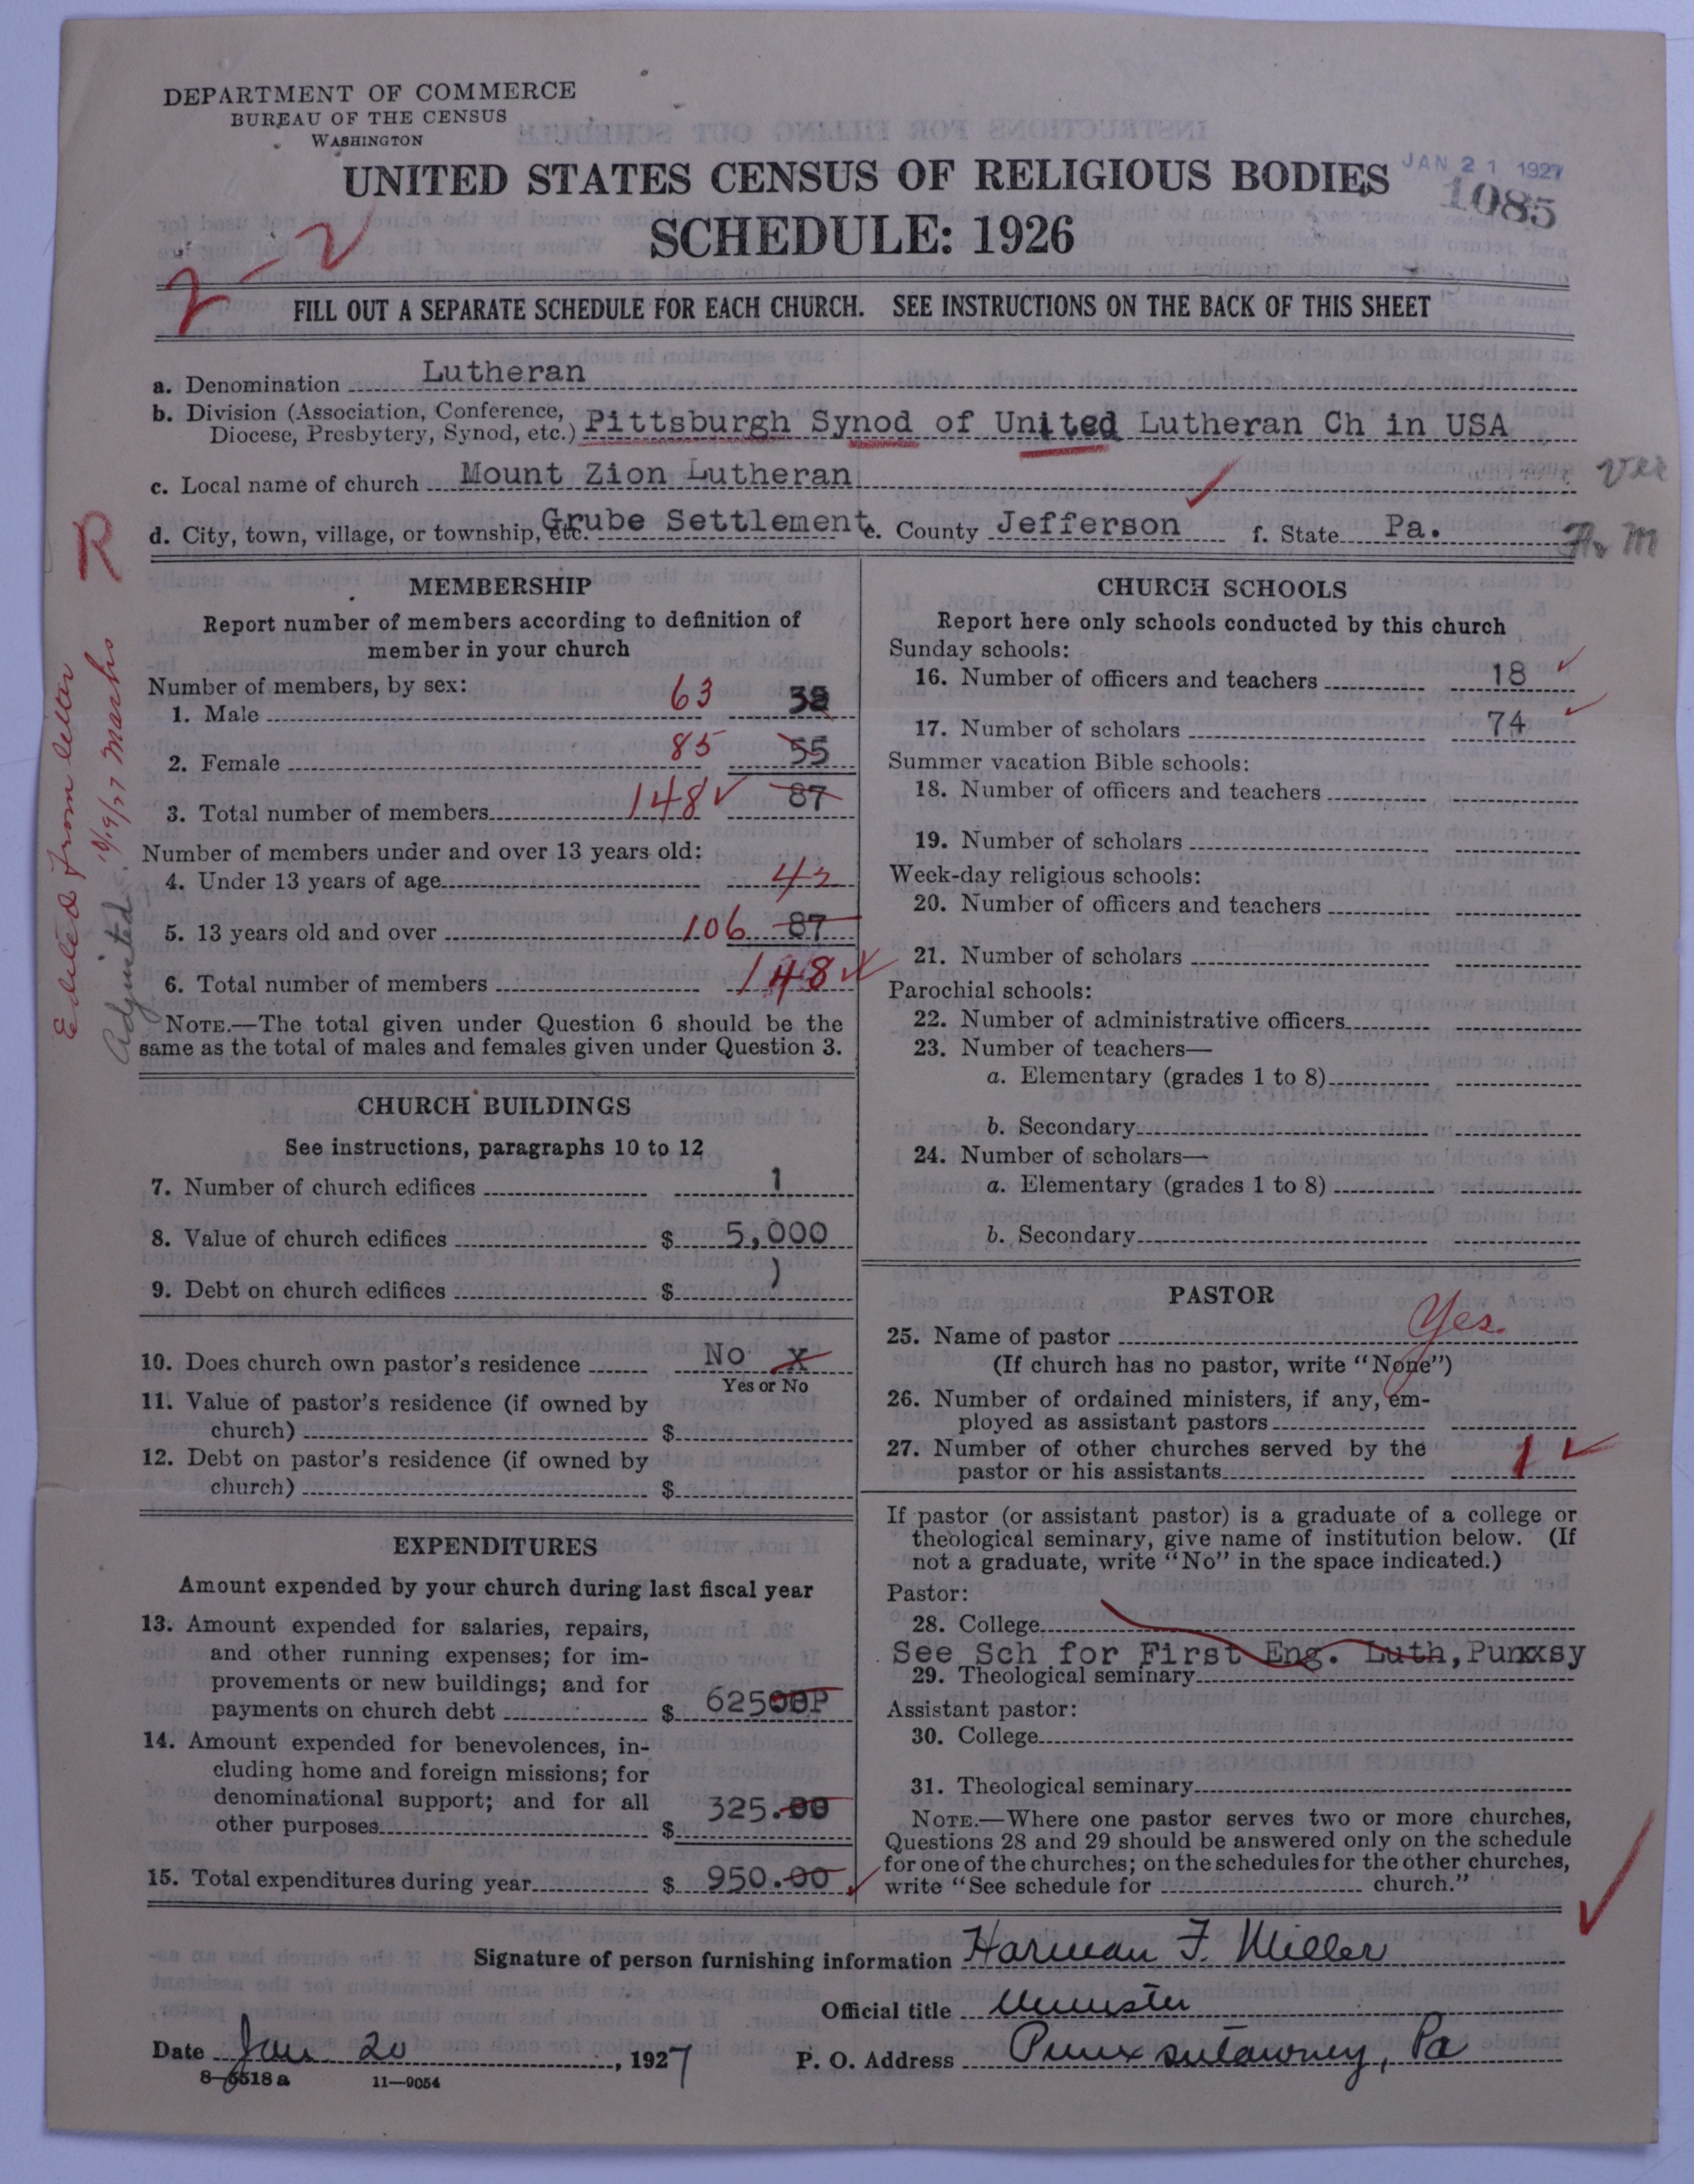 DEPARTMENT OF COMMERCE
BUREAU OF THE CENSUS
WASHINGTON
UNITED STATES CENSUS OF RELIGIOUS BODIES
JAN 21 1927
1085
SCHEDULE: 1926
2-2
FILL OUT A SEPARATE SCHEDULE FOR EACH CHURCH. SEE INSTRUCTIONS ON THE BACK OF THIS SHEET
a. Denomination Lutheran
b. Division (Association, Conference, Diocese, Presbytery, Synod, etc.) Pittsburgh Synod of United Lutheran Ch in USA
c. Local name of church Mount Zion Lutheran
Ver
d. City, town, village, or township, etc. Grube Settlement e. County Jefferson f. State Pa.
R
Edited from letter
Adjusted
MEMBERSHIP
Report number of members according to definition of
member in your church
Number of members, by sex:
1. Male 63 32
2. Female 85 55
3. Total number of members 148 87
Number of members under and over 13 years old:
4. Under 13 years of age 42
5. 13 years old and over 106 87
6. Total number of members 148
NOTE.—The total given under Question 6 should be the
same as the total of males and females given under Question 3.
CHURCH BUILDINGS
See instructions, paragraphs 10 to 12
7. Number of church edifices 1
8. Value of church edifices $ 5,000
9. Debt on church edifices $ )
10. Does church own pastor's residence No x
Yes or No
11. Value of pastor's residence (if owned by
church) $
12. Debt on pastor's residence (if owned by
church) $
EXPENDITURES
Amount expended by your church during last fiscal year
13. Amount expended for salaries, repairs,
and other running expenses; for im-
provements or new buildings; and for
payments on church debt $ 625
14. Amount expended for benevolences, in-
cluding home and foreign missions; for
denominational support; and for all
other purposes $ 325.00
15. Total expenditures during year $ 950.00
CHURCH SCHOOLS
Report here only schools conducted by this church
Sunday schools:
16. Number of officers and teachers 18
17. Number of scholars 74
Summer vacation Bible schools:
18. Number of officers and teachers
19. Number of scholars
Week-day religious schools:
20. Number of officers and teachers
21. Number of scholars
Parochial schools:
22. Number of administrative officers
23. Number of teachers—
a. Elementary (grades 1 to 8)
b. Secondary
24. Number of scholars—
a. Elementary (grades 1 to 8)
b. Secondary
PASTOR
25. Name of pastor Yes
(If church has no pastor, write "None")
26. Number of ordained ministers, if any, em-
ployed as assistant pastors
27. Number of other churches served by the
pastor or his assistants 1
If pastor (or assistant pastor) is a graduate of a college or
theological seminary, give name of institution below. (If
not a graduate, write "No" in the space indicated.)
Pastor:
28. College
See Sch for First Eng. Luth, Punxsy
29. Theological seminary
Assistant pastor:
30. College
31. Theological seminary
NOTE.—Where one pastor serves two or more churches,
Questions 28 and 29 should be answered only on the schedule
for one of the churches; on the schedules for the other churches,
write "See schedule for church."
Signature of person furnishing information Harman F. Miller
Official title Minister
Date Jan 20, 1927 P. O. Address Punxsutawney, Pa
8-5518a 11-9054